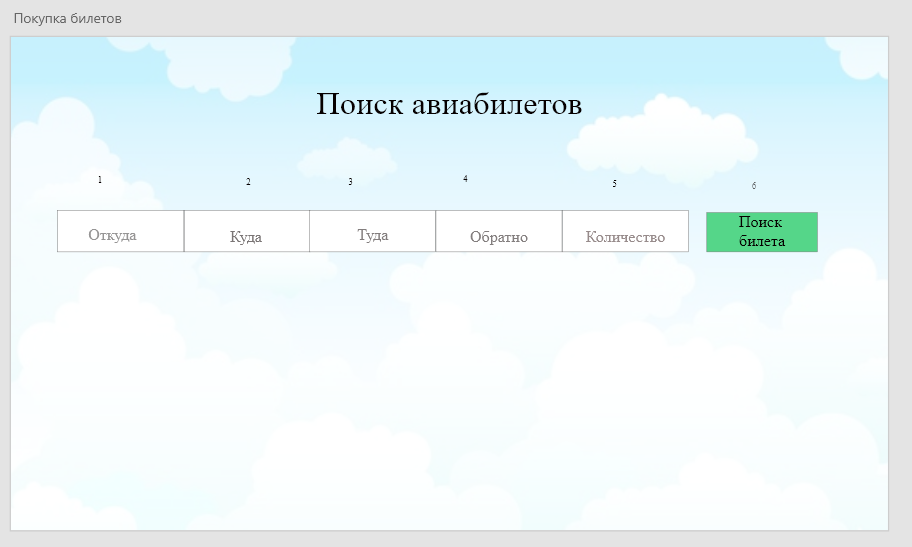 Покупка билетов
Поиск авиабилетов
1 2 3 4 5 6
Откуда Куда Туда Обратно Количество Поиск
билета